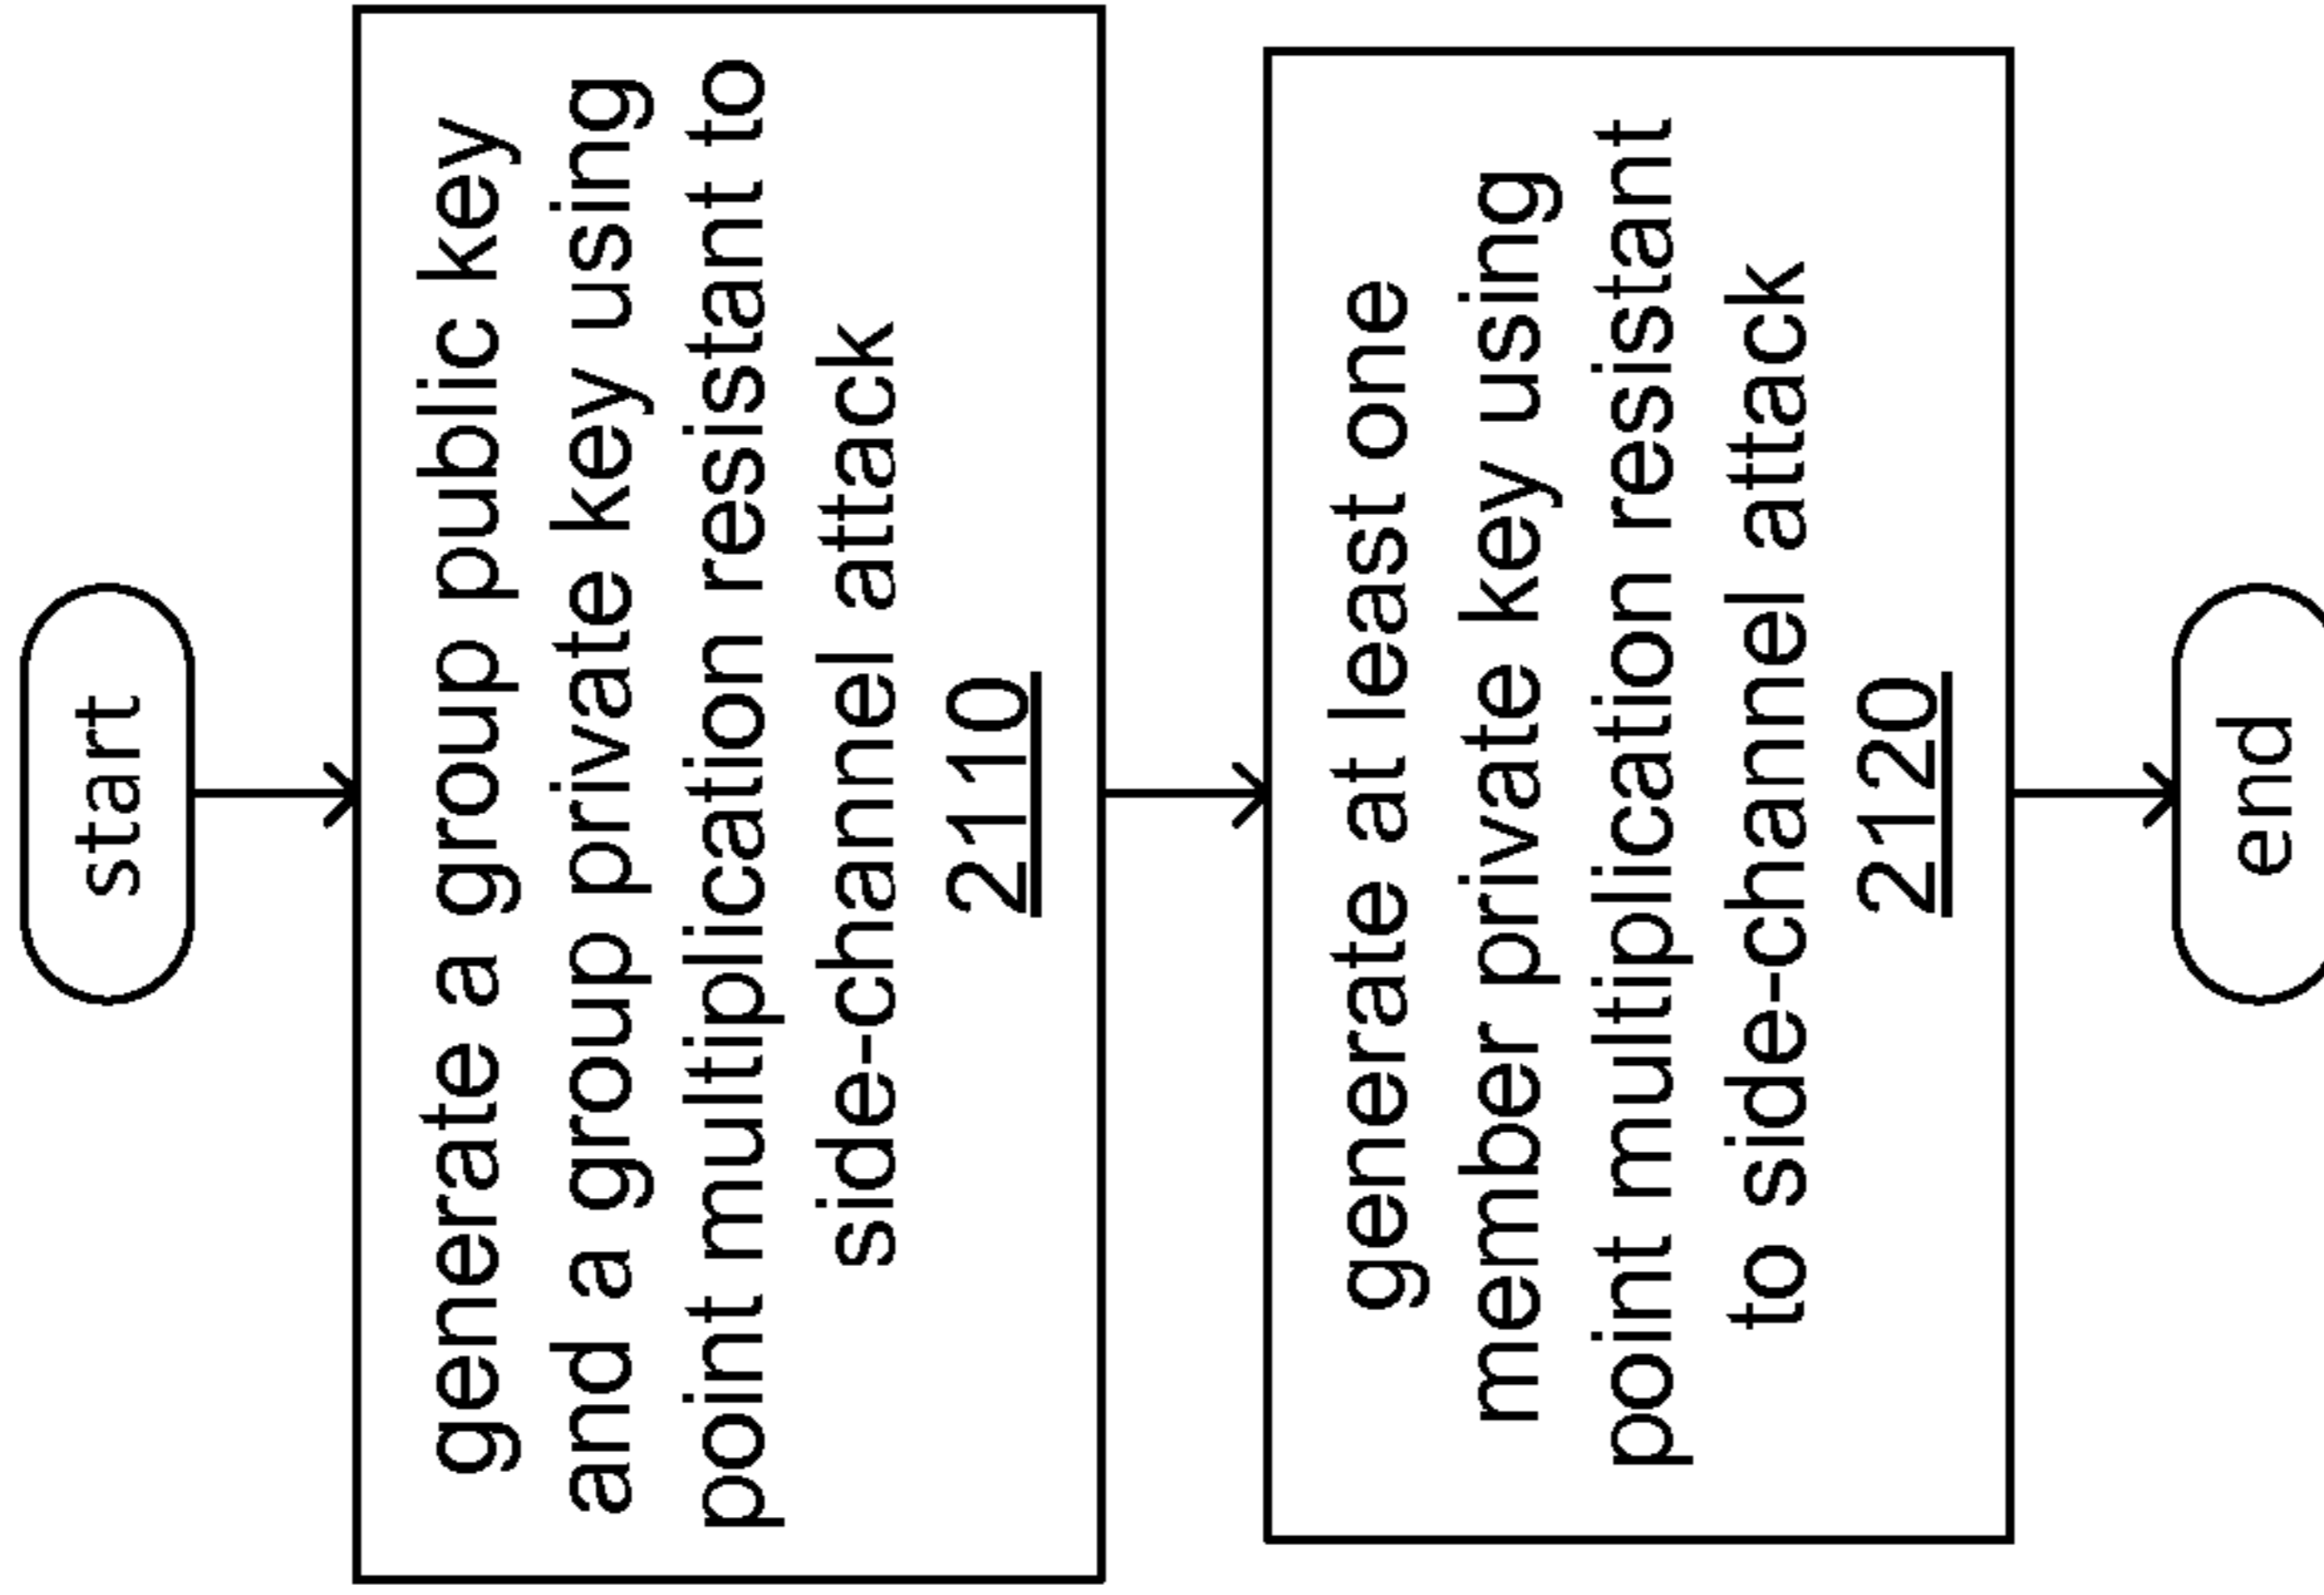 start
generate a group public key
and a group private key using
point multiplication resistant to
side-channel attack
2110
generate at least one
member private key using
point multiplication resistant
to side-channel attack
2120
end